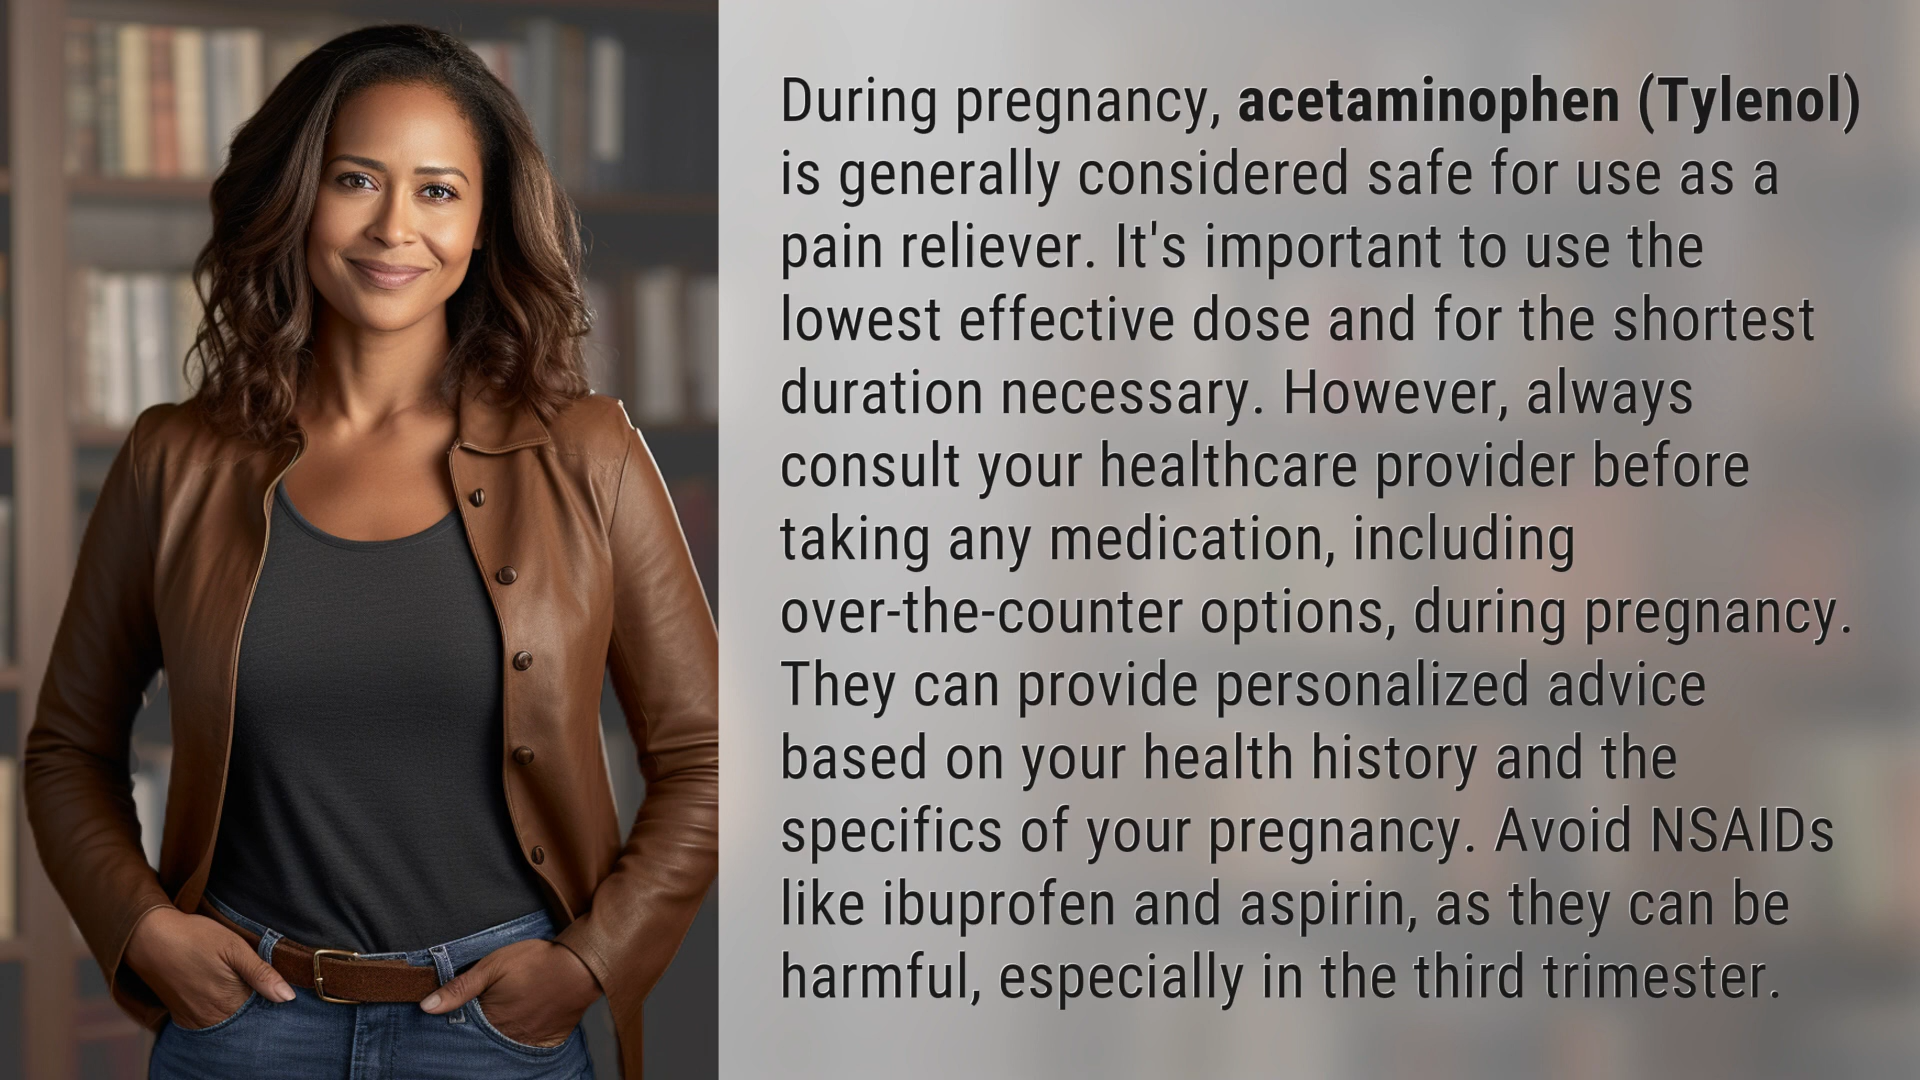 During pregnancy, acetaminophen (Tylenol)
is generally considered safe for use as a
pain reliever. It's important to use the
lowest effective dose and for the shortest
duration necessary. However, always
consult your healthcare provider before
taking any medication, including
over-the-counter options, during pregnancy.
They can provide personalized advice
based on your health history and the
specifics of your pregnancy. Avoid NSAIDs
like ibuprofen and aspirin, as they can be
harmful, especially in the third trimester.